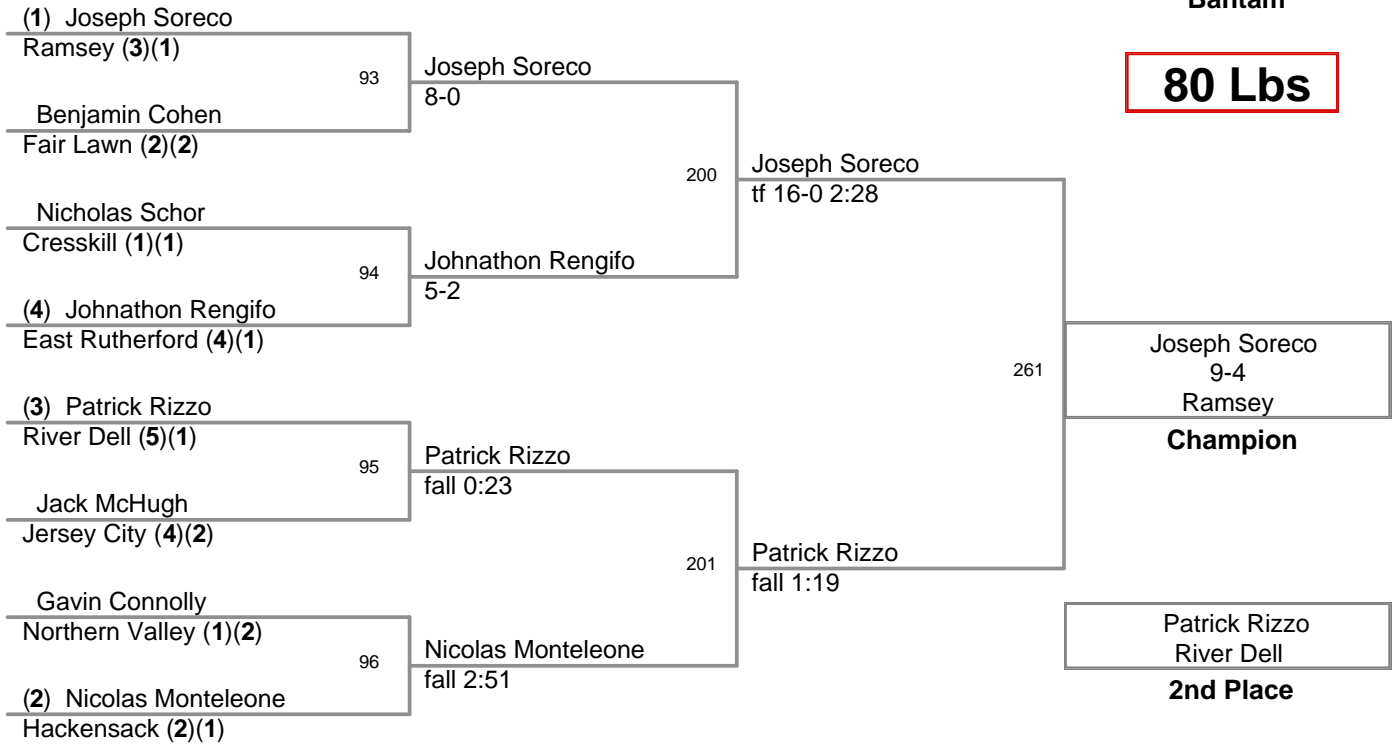 Bantam
80 Lbs
(1) Joseph Soreco
Ramsey (3)(1)
93
Benjamin Cohen
Fair Lawn (2)(2)
Joseph Soreco
8-0
Nicholas Schor
Cresskill (1)(1)
94
(4) Johnathon Rengifo
East Rutherford (4)(1)
Johnathon Rengifo
5-2
200
Joseph Soreco
tf 16-0 2:28
(3) Patrick Rizzo
River Dell (5)(1)
95
Jack McHugh
Jersey City (4)(2)
Patrick Rizzo
fall 0:23
Gavin Connolly
Northern Valley (1)(2)
96
(2) Nicolas Monteleone
Hackensack (2)(1)
Nicolas Monteleone
fall 2:51
201
Patrick Rizzo
fall 1:19
261
Joseph Soreco
9-4
Ramsey
Champion
Patrick Rizzo
River Dell
2nd Place